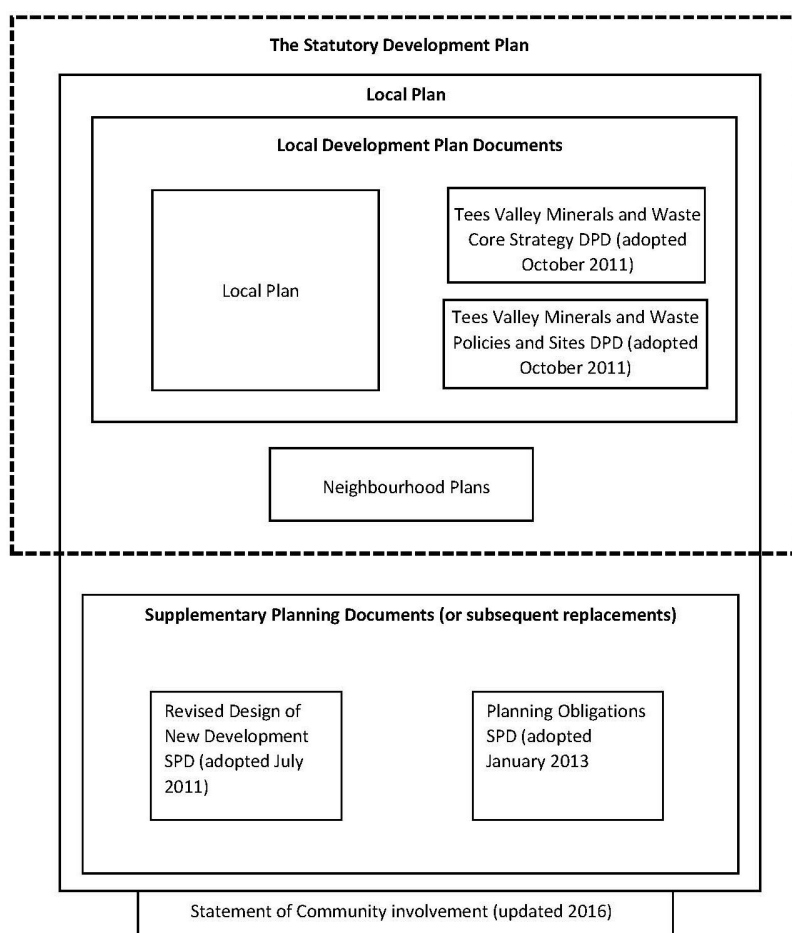 The Statutory Development Plan
Local Plan
Local Development Plan Documents
Local Plan
Tees Valley Minerals and Waste
Core Strategy DPD (adopted
October 2011)
Tees Valley Minerals and Waste
Policies and Sites DPD (adopted
October 2011)
Neighbourhood Plans
Supplementary Planning Documents (or subsequent replacements)
Revised Design of
New Development
SPD (adopted July
2011)
Planning Obligations
SPD (adopted
January 2013
Statement of Community involvement (updated 2016)